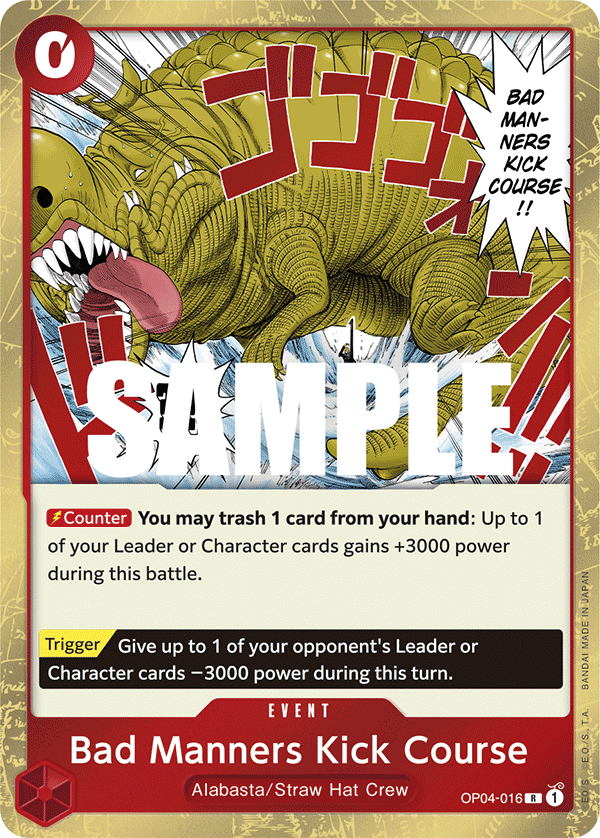 0
ゴゴゴゴ
BAD
MAN-
NERS
KICK
COURSE
!!
SAMPLE
Counter You may trash 1 card from your hand: Up to 1
of your Leader or Character cards gains +3000 power
during this battle.
Trigger Give up to 1 of your opponent's Leader or
Character cards −3000 power during this turn.
EVENT
Bad Manners Kick Course
Alabasta/Straw Hat Crew
OP04-016 R 1
E.O./S. ©E.O./S. T.A. BANDAI MADE IN JAPAN